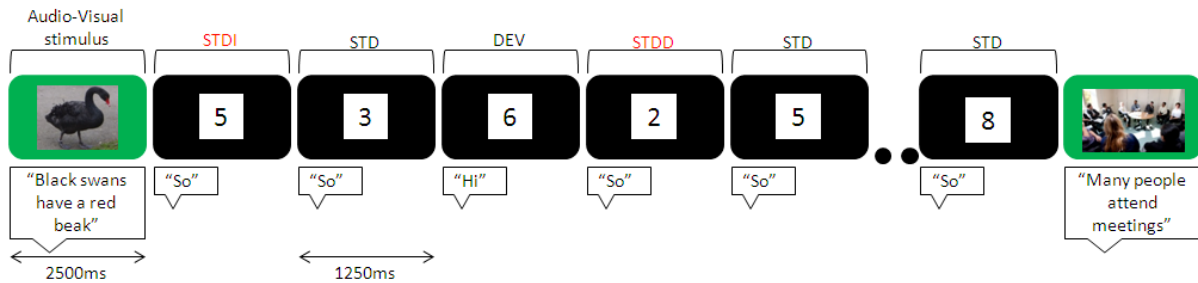 Audio-Visual
stimulus
STDI
STD
DEV
STDD
STD
STD
5
3
6
2
5
8
“Black swans
have a red
beak”
“So”
“So”
“Hi”
“So”
“So”
“So”
“Many people
attend
meetings”
2500ms
1250ms